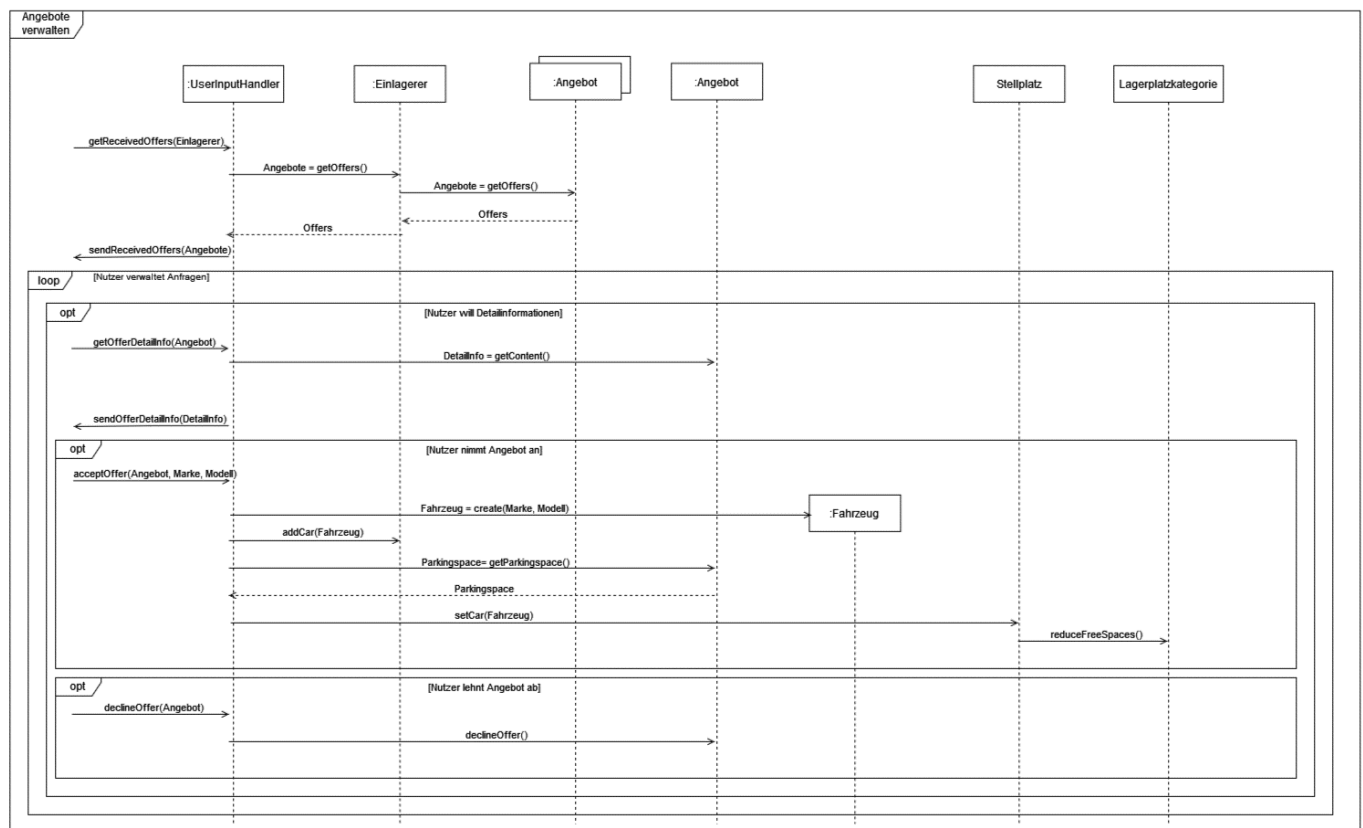 Angebote
verwalten
:UserInputHandler
:Einlagerer
:Angebot
:Angebot
Stellplatz
Lagerplatzkategorie
getReceivedOffers(Einlagerer)
Angebote = getOffers()
Angebote = getOffers()
Offers
Offers
sendReceivedOffers(Angebote)
loop
[Nutzer verwaltet Anfragen]
opt
[Nutzer will Detailinformationen]
getOfferDetailInfo(Angebot)
DetailInfo = getContent()
sendOfferDetailInfo(DetailInfo)
opt
[Nutzer nimmt Angebot an]
acceptOffer(Angebot, Marke, Modell)
Fahrzeug = create(Marke, Modell)
:Fahrzeug
addCar(Fahrzeug)
Parkingspace= getParkingspace()
Parkingspace
setCar(Fahrzeug)
reduceFreeSpaces()
opt
[Nutzer lehnt Angebot ab]
declineOffer(Angebot)
declineOffer()